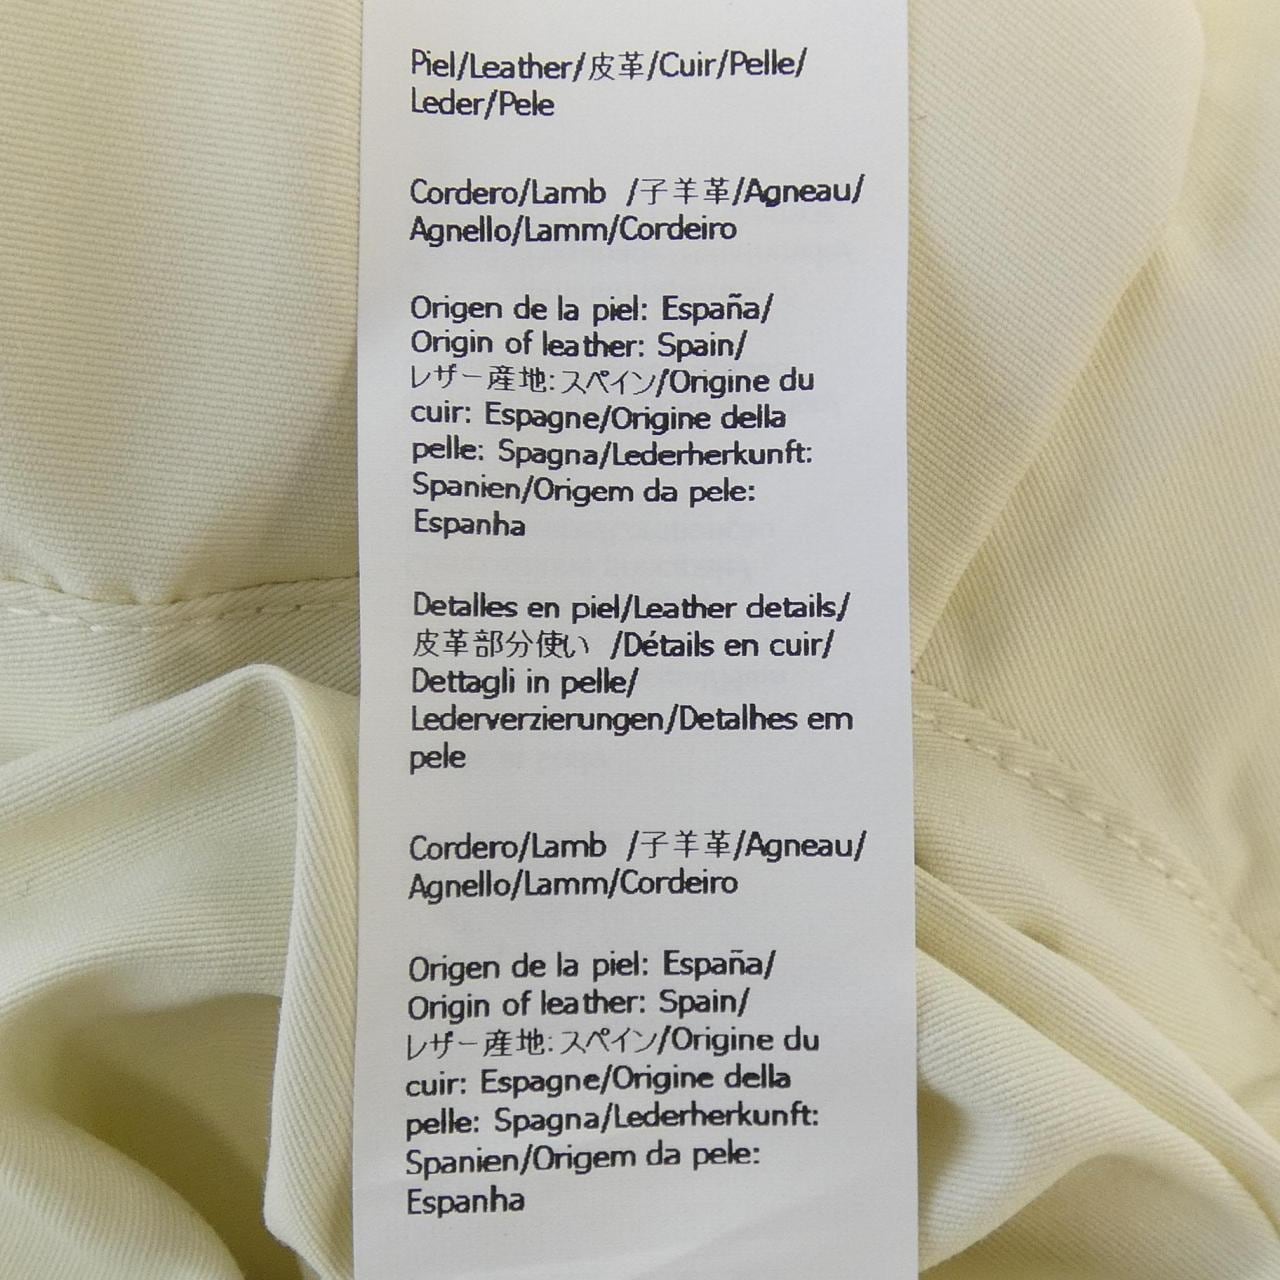 Piel/Leather/皮革/Cuir/Pelle/
Leder/Pele
Cordero/Lamb /子羊革/Agneau/
Agnello/Lamm/Cordeiro
Origen de la piel: España/
Origin of leather: Spain/
レザー産地:スペイン/Origine du
cuir: Espagne/Origine della
pelle: Spagna/Lederherkunft:
Spanien/Origem da pele:
Espanha
Detalles en piel/Leather details/
皮革部分使い /Détails en cuir/
Dettagli in pelle/
Lederverzierungen/Detalhes em
pele
Cordero/Lamb /子羊革/Agneau/
Agnello/Lamm/Cordeiro
Origen de la piel: España/
Origin of leather: Spain/
レザー産地:スペイン/Origine du
cuir: Espagne/Origine della
pelle: Spagna/Lederherkunft:
Spanien/Origem da pele:
Espanha